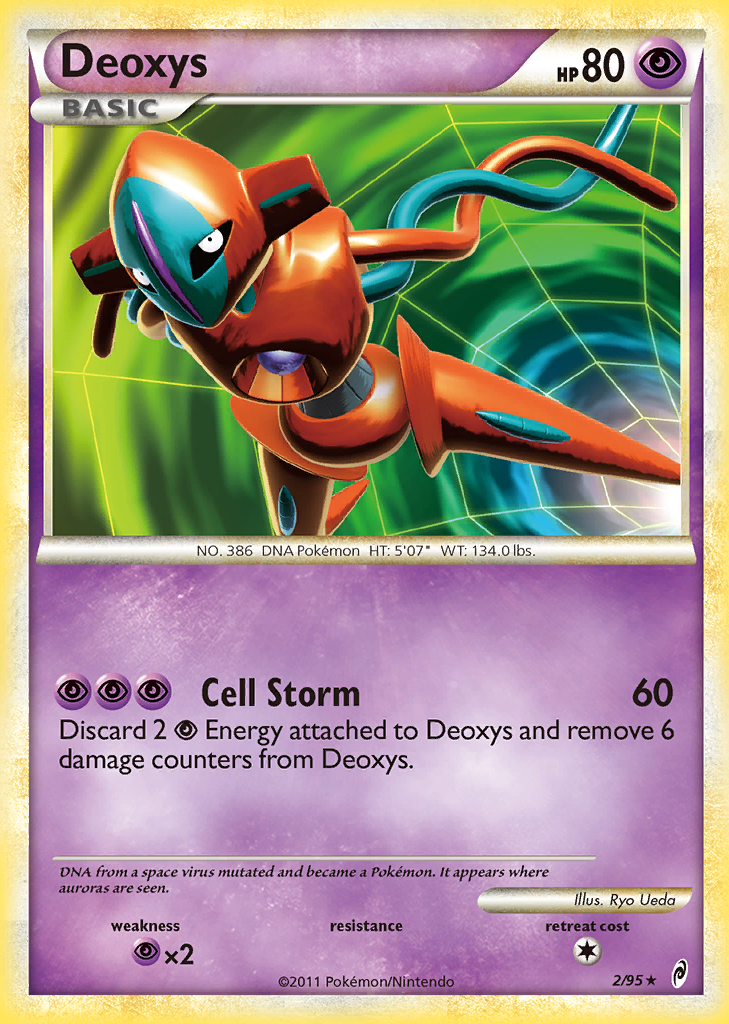 Deoxys
HP 80
BASIC
NO. 386 DNA Pokémon HT: 5'07" WT: 134.0 lbs.
Cell Storm 60
Discard 2 Energy attached to Deoxys and remove 6
damage counters from Deoxys.
DNA from a space virus mutated and became a Pokémon. It appears where
auroras are seen.
Illus. Ryo Ueda
weakness resistance retreat cost
×2
©2011 Pokémon/Nintendo
2/95 ★